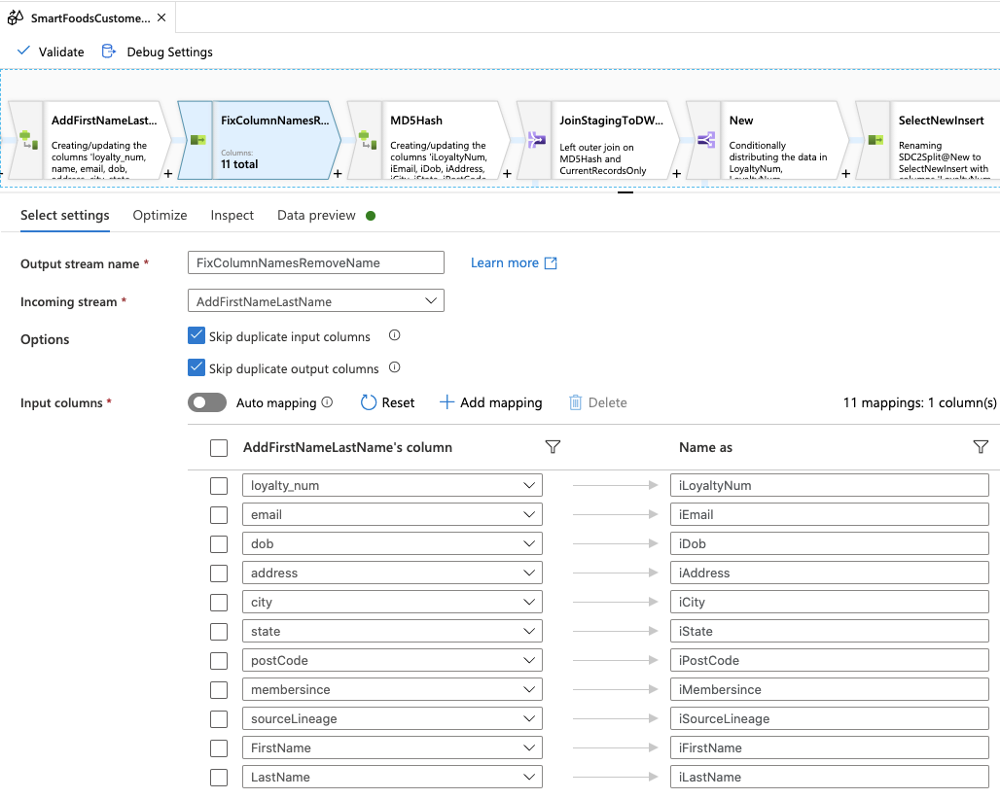 SmartFoodsCustome...
Validate
Debug Settings
AddFirstNameLast...
Creating/updating the
columns 'loyalty_num,
name, email, dob,
address, city, state,
FixColumnNamesR...
Columns:
11 total
MD5Hash
Creating/updating the
columns 'iLoyaltyNum,
iEmail, iDob, iAddress,
iCity, iState, iPostCode,
JoinStagingToDW...
Left outer join on
MD5Hash and
CurrentRecordsOnly
New
Conditionally
distributing the data in
LoyaltyNum,
LoyaltyNum
SelectNewInsert
Renaming
SDC2Split@New to
SelectNewInsert with
columns 'iLoyaltyNum
Select settings
Optimize
Inspect
Data preview
Output stream name *
FixColumnNamesRemoveName
Learn more
Incoming stream *
AddFirstNameLastName
Options
Skip duplicate input columns
Skip duplicate output columns
Input columns *
Auto mapping
Reset
Add mapping
Delete
11 mappings: 1 column(s)
AddFirstNameLastName's column
Name as
loyalty_num
iLoyaltyNum
email
iEmail
dob
iDob
address
iAddress
city
iCity
state
iState
postCode
iPostCode
membersince
iMembersince
sourceLineage
iSourceLineage
FirstName
iFirstName
LastName
iLastName